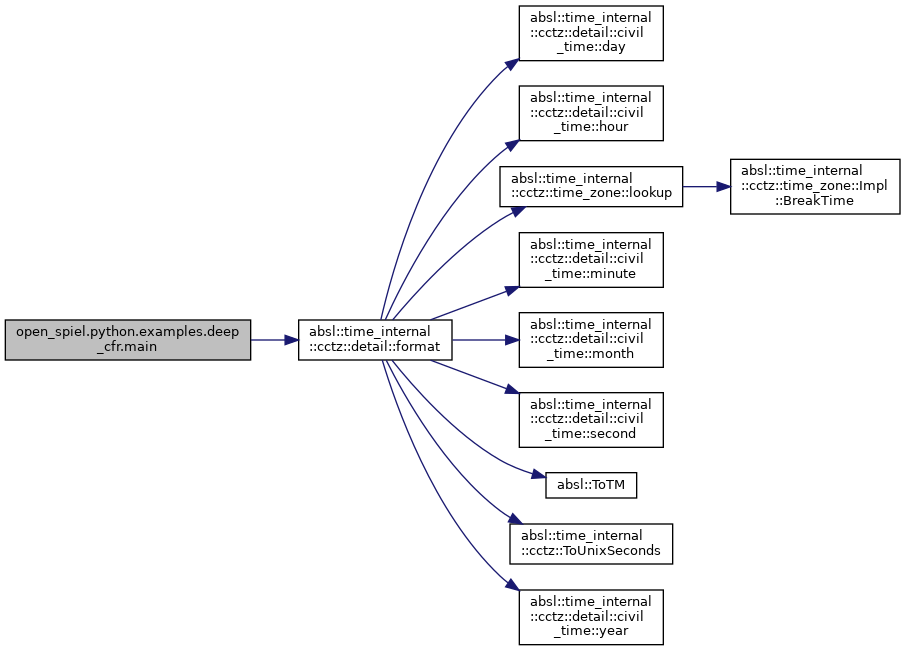 open_spiel.python.examples.deep
_cfr.main
absl::time_internal
::cctz::detail::format
absl::time_internal
::cctz::detail::civil
_time::day
absl::time_internal
::cctz::detail::civil
_time::hour
absl::time_internal
::cctz::time_zone::lookup
absl::time_internal
::cctz::time_zone::Impl
::BreakTime
absl::time_internal
::cctz::detail::civil
_time::minute
absl::time_internal
::cctz::detail::civil
_time::month
absl::time_internal
::cctz::detail::civil
_time::second
absl::ToTM
absl::time_internal
::cctz::ToUnixSeconds
absl::time_internal
::cctz::detail::civil
_time::year